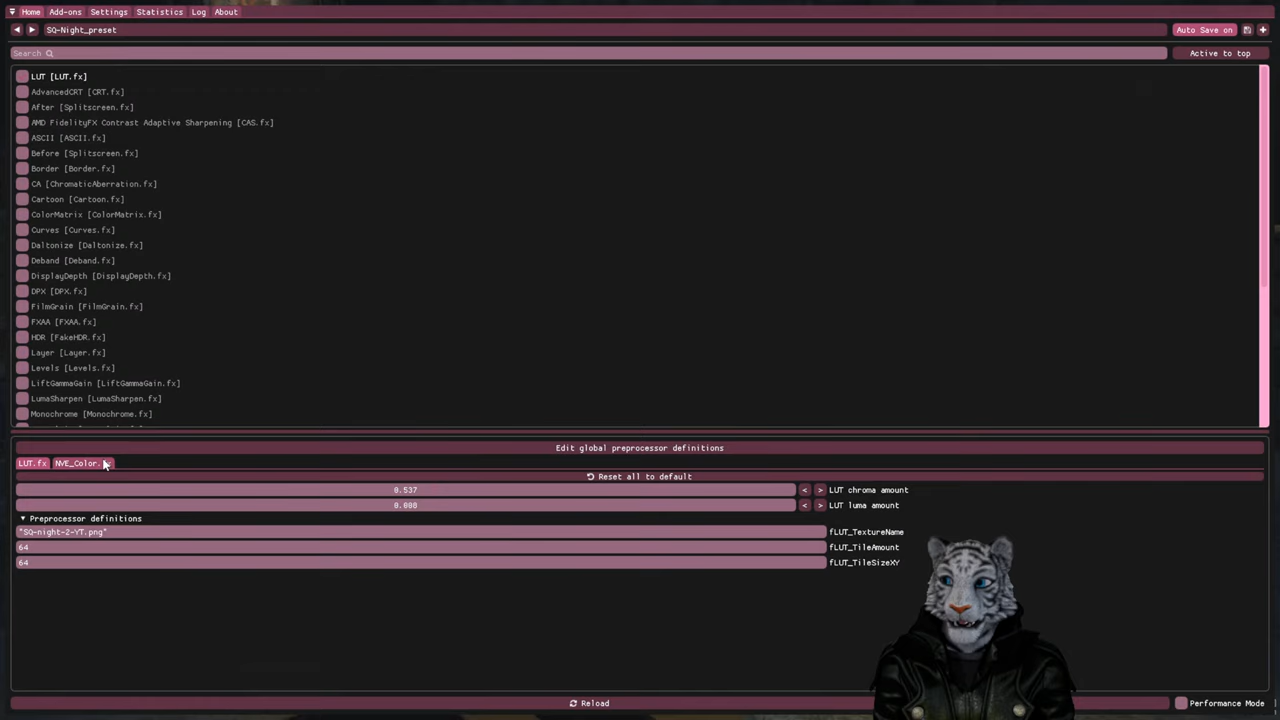 Home Add-ons Settings Statistics Log About
SQ-Night_preset Auto Save on
Search Active to top
LUT [LUT.fx]
AdvancedCRT [CRT.fx]
After [Splitscreen.fx]
AMD FidelityFX Contrast Adaptive Sharpening [CAS.fx]
ASCII [ASCII.fx]
Before [Splitscreen.fx]
Border [Border.fx]
CA [ChromaticAberration.fx]
Cartoon [Cartoon.fx]
ColorMatrix [ColorMatrix.fx]
Curves [Curves.fx]
Daltonize [Daltonize.fx]
Deband [Deband.fx]
DisplayDepth [DisplayDepth.fx]
DPX [DPX.fx]
FilmGrain [FilmGrain.fx]
FXAA [FXAA.fx]
HDR [FakeHDR.fx]
Layer [Layer.fx]
Levels [Levels.fx]
LiftGammaGain [LiftGammaGain.fx]
LumaSharpen [LumaSharpen.fx]
Monochrome [Monochrome.fx]
Edit global preprocessor definitions
LUT.fx NVE_Color.
Reset all to default
0.537 < > LUT chroma amount
0.000 < > LUT luma amount
Preprocessor definitions
"SQ-night-2-YT.png" fLUT_TextureName
64 fLUT_TileAmount
64 fLUT_TileSizeXY
Reload Performance Mode